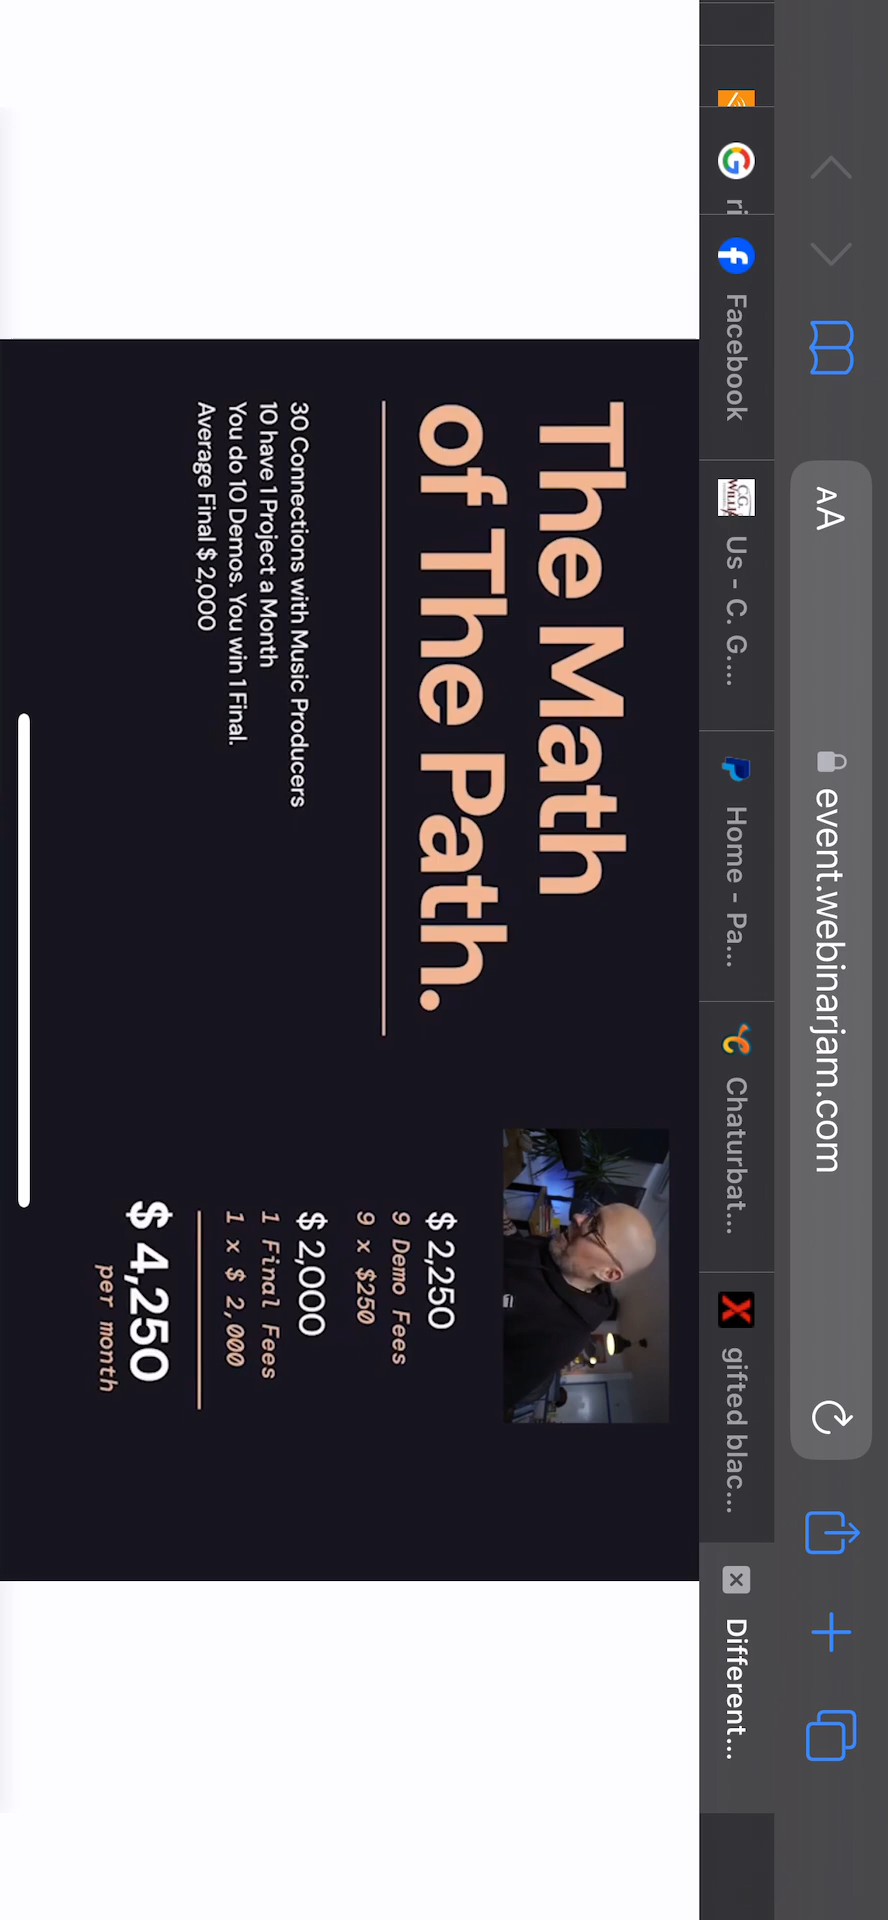 AA
event.webinarjam.com
ri
Facebook
Us - C. G....
Home - Pa...
Chaturbat...
gifted blac...
Different...
The Math
of The Path.
30 Connections with Music Producers
10 have 1 Project a Month
You do 10 Demos. You win 1 Final.
Average Final $ 2,000
$ 2,250
9 Demo Fees
9 x $250
$ 2,000
1 Final Fees
1 x $ 2,000
$ 4,250
per month